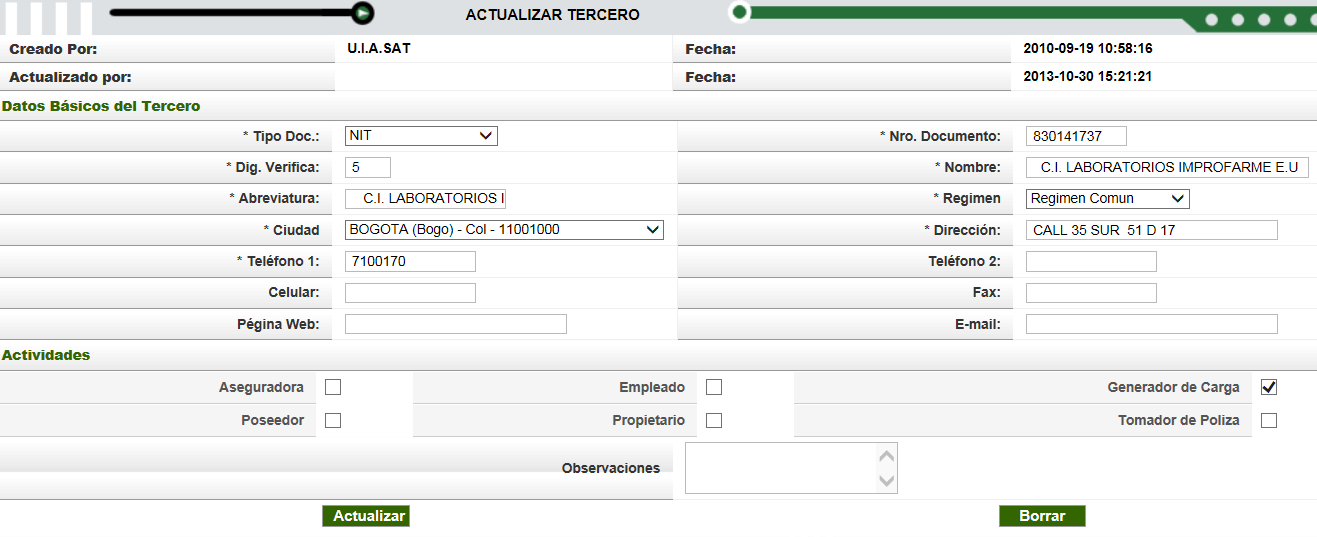 ACTUALIZAR TERCERO
Creado Por: U.I.A.SAT Fecha: 2010-09-19 10:58:16
Actualizado por: Fecha: 2013-10-30 15:21:21
Datos Básicos del Tercero
* Tipo Doc.: NIT * Nro. Documento: 830141737
* Dig. Verifica: 5 * Nombre: C.I. LABORATORIOS IMPROFARME E.U
* Abreviatura: C.I. LABORATORIOS I * Regimen Regimen Comun
* Ciudad BOGOTA (Bogo) - Col - 11001000 * Dirección: CALL 35 SUR 51 D 17
* Teléfono 1: 7100170 Teléfono 2:
Celular: Fax:
Pégina Web: E-mail:
Actividades
Aseguradora Empleado Generador de Carga
Poseedor Propietario Tomador de Poliza
Observaciones
Actualizar Borrar